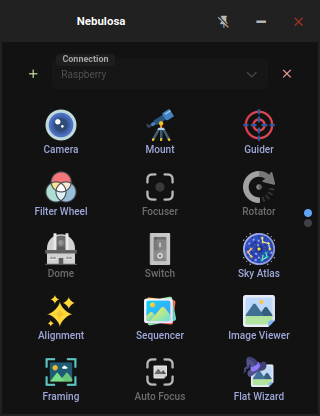 Nebulosa
Connection
Raspberry
Camera
Mount
Guider
Filter Wheel
Focuser
Rotator
Dome
Switch
Sky Atlas
Alignment
Sequencer
Image Viewer
Framing
Auto Focus
Flat Wizard